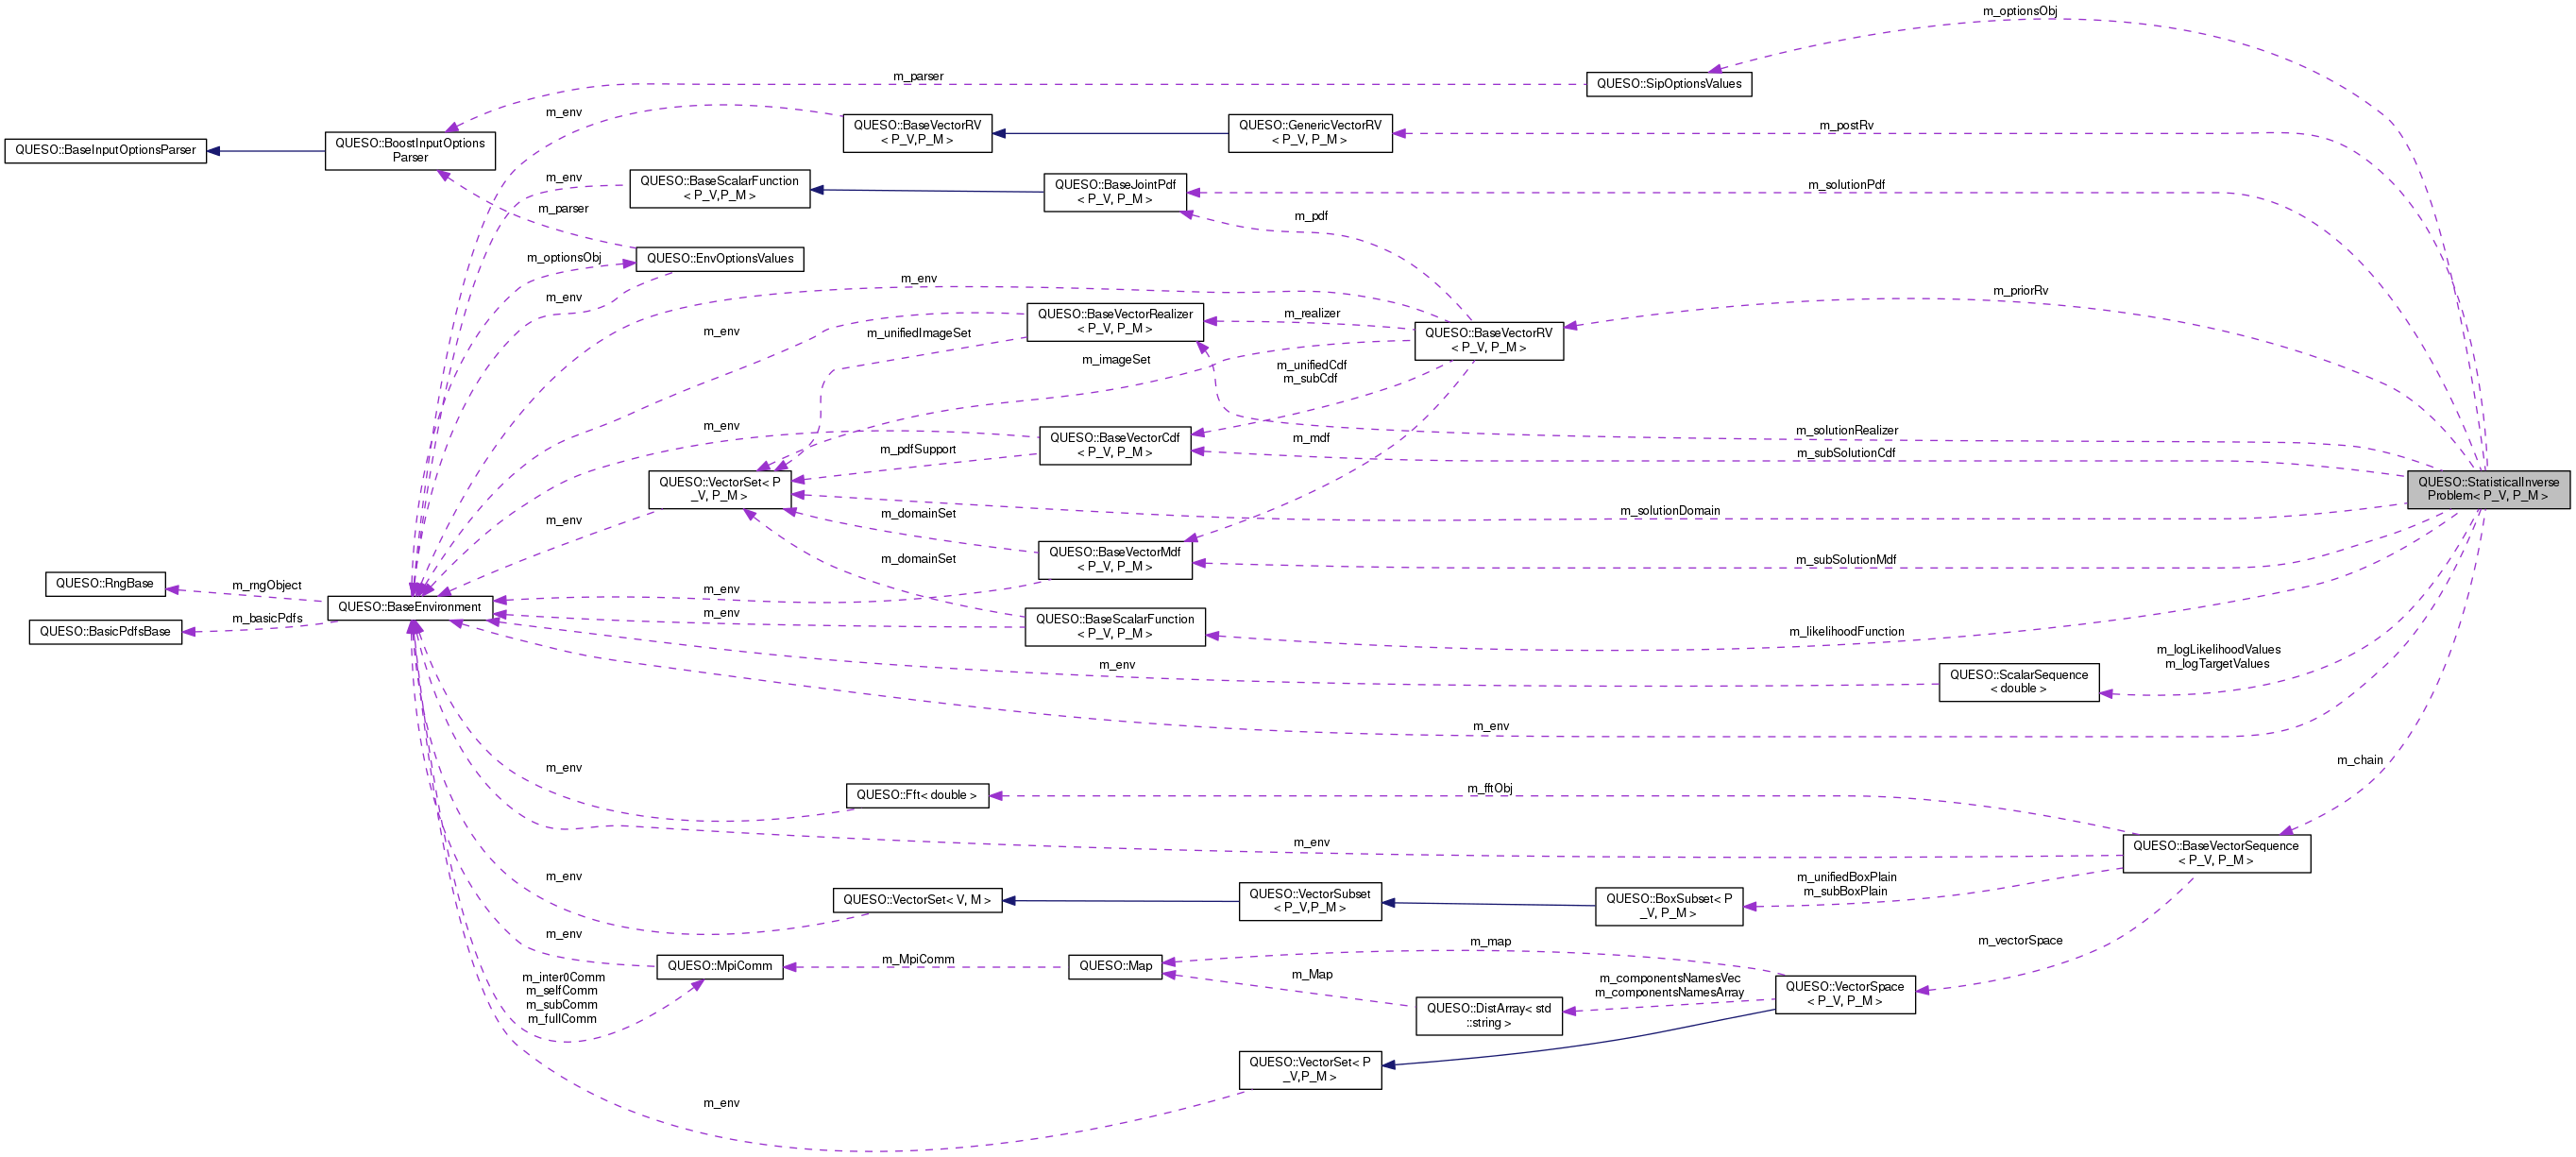 m_optionsObj
m_parser
QUESO::SipOptionsValues
m_env
QUESO::BaseVectorRV
< P_V,P_M >
QUESO::GenericVectorRV
< P_V, P_M >
m_postRv
QUESO::BaseInputOptionsParser
QUESO::BoostInputOptions
Parser
m_env
QUESO::BaseScalarFunction
< P_V,P_M >
QUESO::BaseJointPdf
< P_V, P_M >
m_solutionPdf
m_parser
m_pdf
m_optionsObj
QUESO::EnvOptionsValues
m_env
m_env
m_priorRv
m_env
m_unifiedImageSet
QUESO::BaseVectorRealizer
< P_V, P_M >
m_realizer
QUESO::BaseVectorRV
< P_V, P_M >
m_imageSet
m_unifiedCdf
m_subCdf
m_env
m_pdfSupport
QUESO::BaseVectorCdf
< P_V, P_M >
m_mdf
m_solutionRealizer
m_subSolutionCdf
QUESO::VectorSet< P
_V, P_M >
QUESO::StatisticalInverse
Problem< P_V, P_M >
m_env
m_domainSet
m_solutionDomain
m_domainSet
QUESO::BaseVectorMdf
< P_V, P_M >
m_subSolutionMdf
QUESO::RngBase
m_rngObject
m_basicPdfs
QUESO::BasicPdfsBase
QUESO::BaseEnvironment
m_env
m_env
QUESO::BaseScalarFunction
< P_V, P_M >
m_likelihoodFunction
m_env
QUESO::ScalarSequence
< double >
m_logLikelihoodValues
m_logTargetValues
m_env
m_chain
m_env
QUESO::Fft< double >
m_fftObj
m_env
QUESO::BaseVectorSequence
< P_V, P_M >
m_env
QUESO::VectorSet< V, M >
QUESO::VectorSubset
< P_V,P_M >
QUESO::BoxSubset< P
_V, P_M >
m_unifiedBoxPlain
m_subBoxPlain
m_env
m_inter0Comm
m_selfComm
m_subComm
m_fullComm
QUESO::MpiComm
m_MpiComm
QUESO::Map
m_map
m_Map
m_vectorSpace
m_componentsNamesVec
m_componentsNamesArray
QUESO::DistArray< std
::string >
QUESO::VectorSpace
< P_V, P_M >
QUESO::VectorSet< P
_V,P_M >
m_env